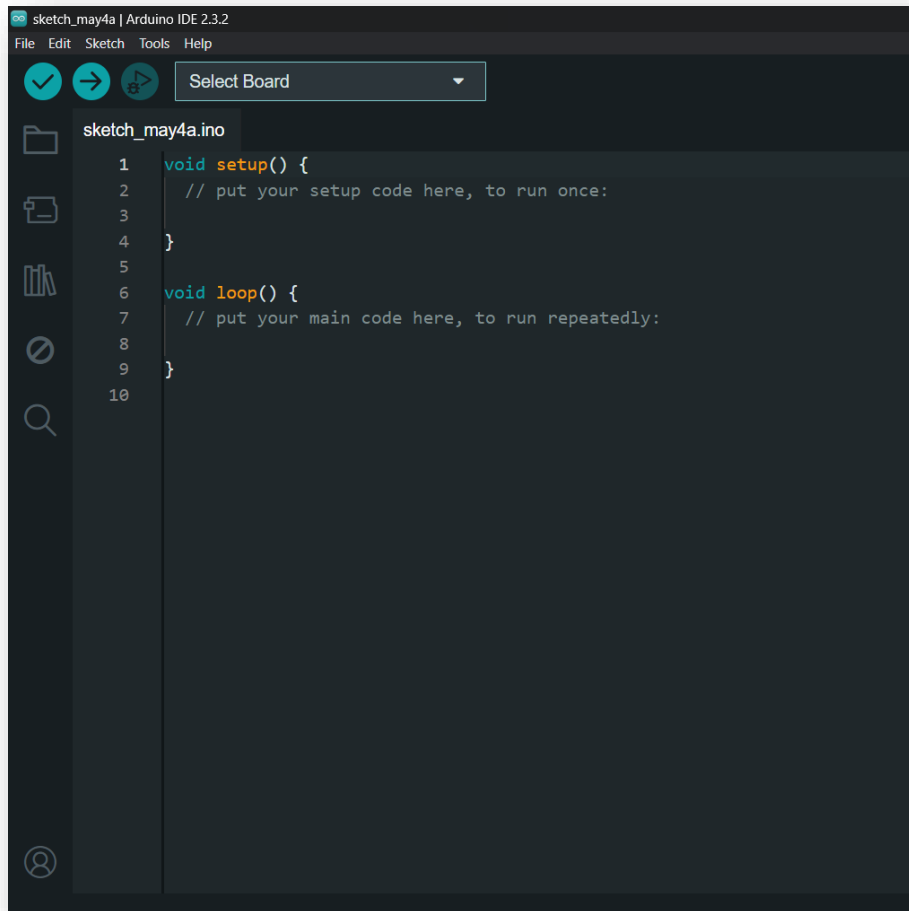 sketch_may4a | Arduino IDE 2.3.2
File Edit Sketch Tools Help
Select Board
sketch_may4a.ino
1 void setup() {
2   // put your setup code here, to run once:
3
4 }
5
6 void loop() {
7   // put your main code here, to run repeatedly:
8
9 }
10